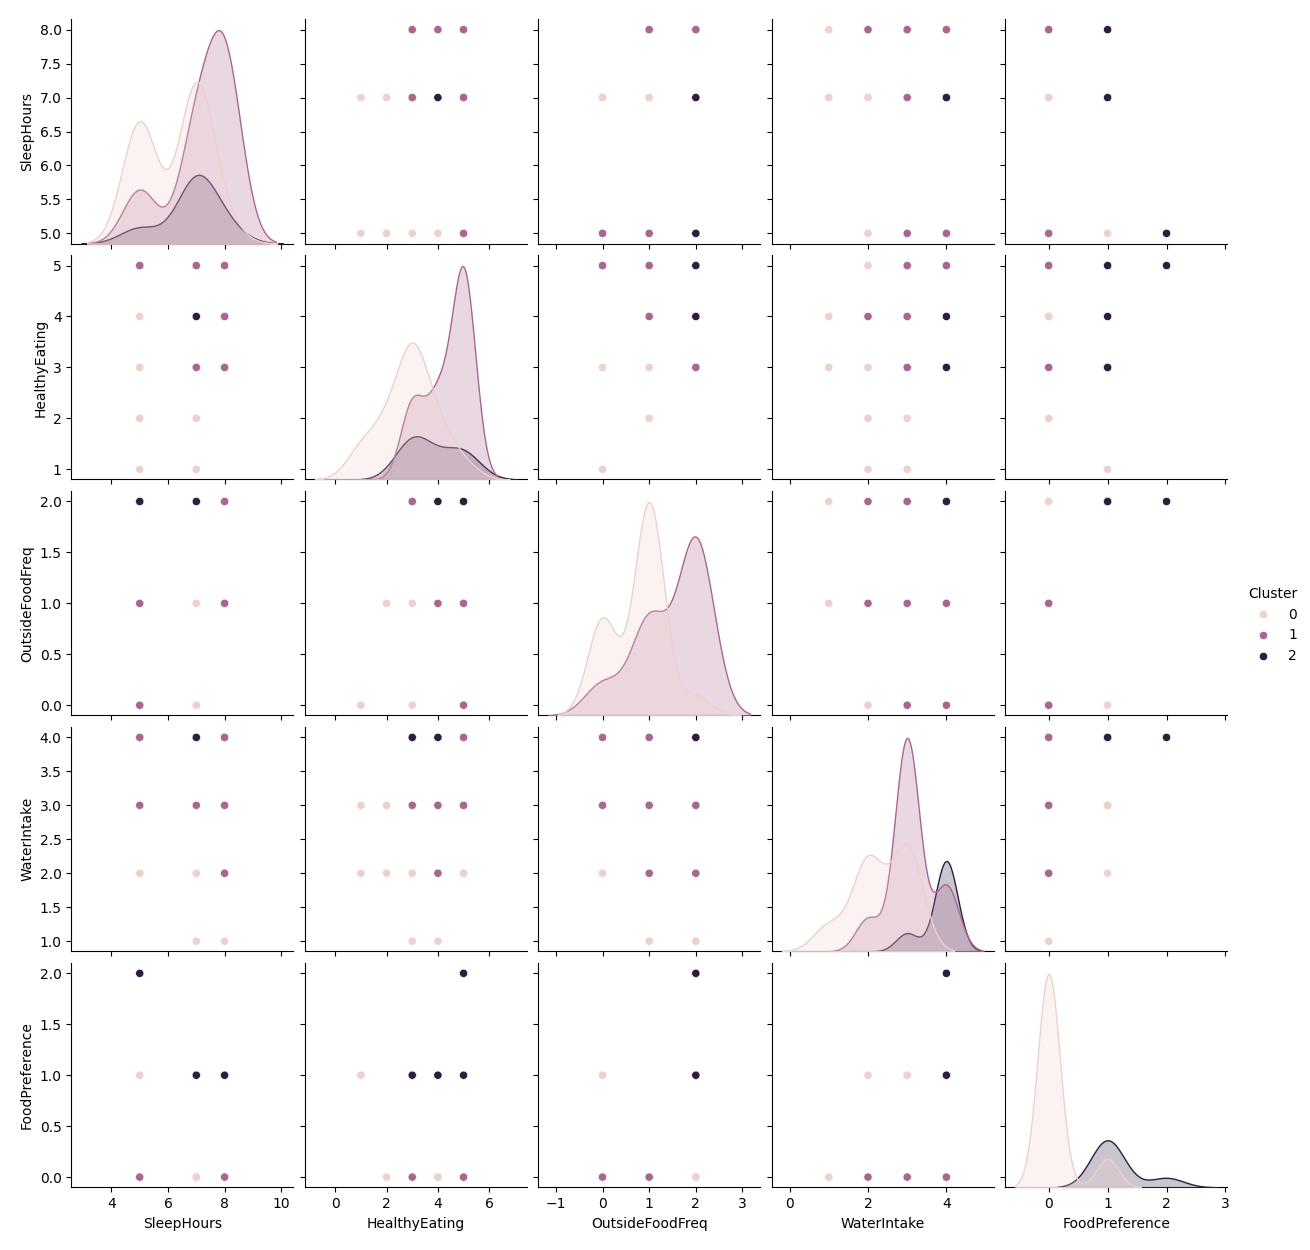 SleepHours
8.0
7.5
7.0
6.5
6.0
5.5
5.0
4 6 8 10
0 2 4 6
−1 0 1 2 3
0 2 4
0 1 2 3
HealthyEating
5
4
3
2
1
OutsideFoodFreq
2.0
1.5
1.0
0.5
0.0
Cluster
0
1
2
WaterIntake
4.0
3.5
3.0
2.5
2.0
1.5
1.0
FoodPreference
2.0
1.5
1.0
0.5
0.0
SleepHours HealthyEating OutsideFoodFreq WaterIntake FoodPreference